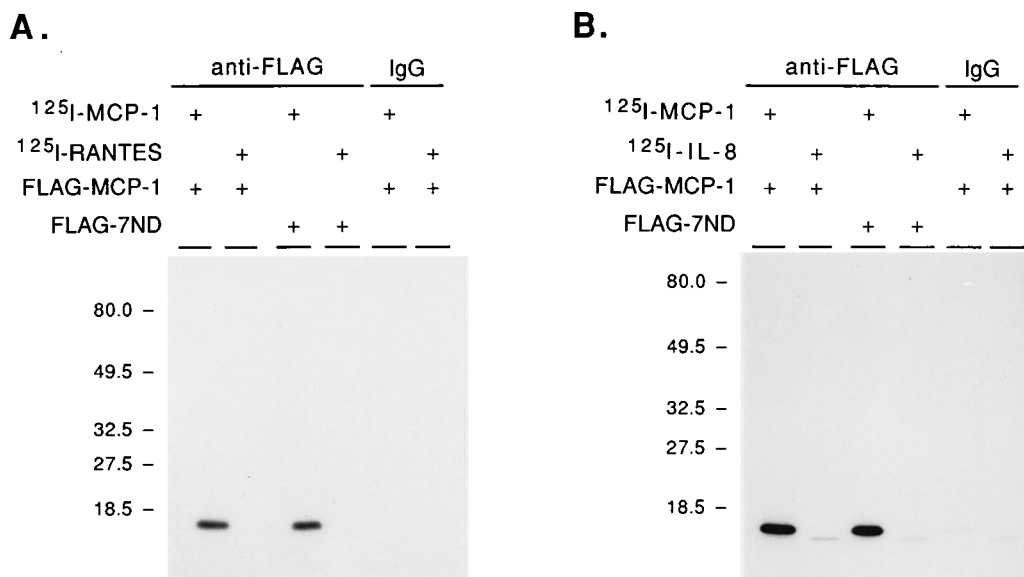 A.
anti-FLAG IgG
125I-MCP-1 + + +
125I-RANTES + + +
FLAG-MCP-1 + + + +
FLAG-7ND + +
80.0 –
49.5 –
32.5 –
27.5 –
18.5 –
B.
anti-FLAG IgG
125I-MCP-1 + + +
125I-IL-8 + + +
FLAG-MCP-1 + + + +
FLAG-7ND + +
80.0 –
49.5 –
32.5 –
27.5 –
18.5 –